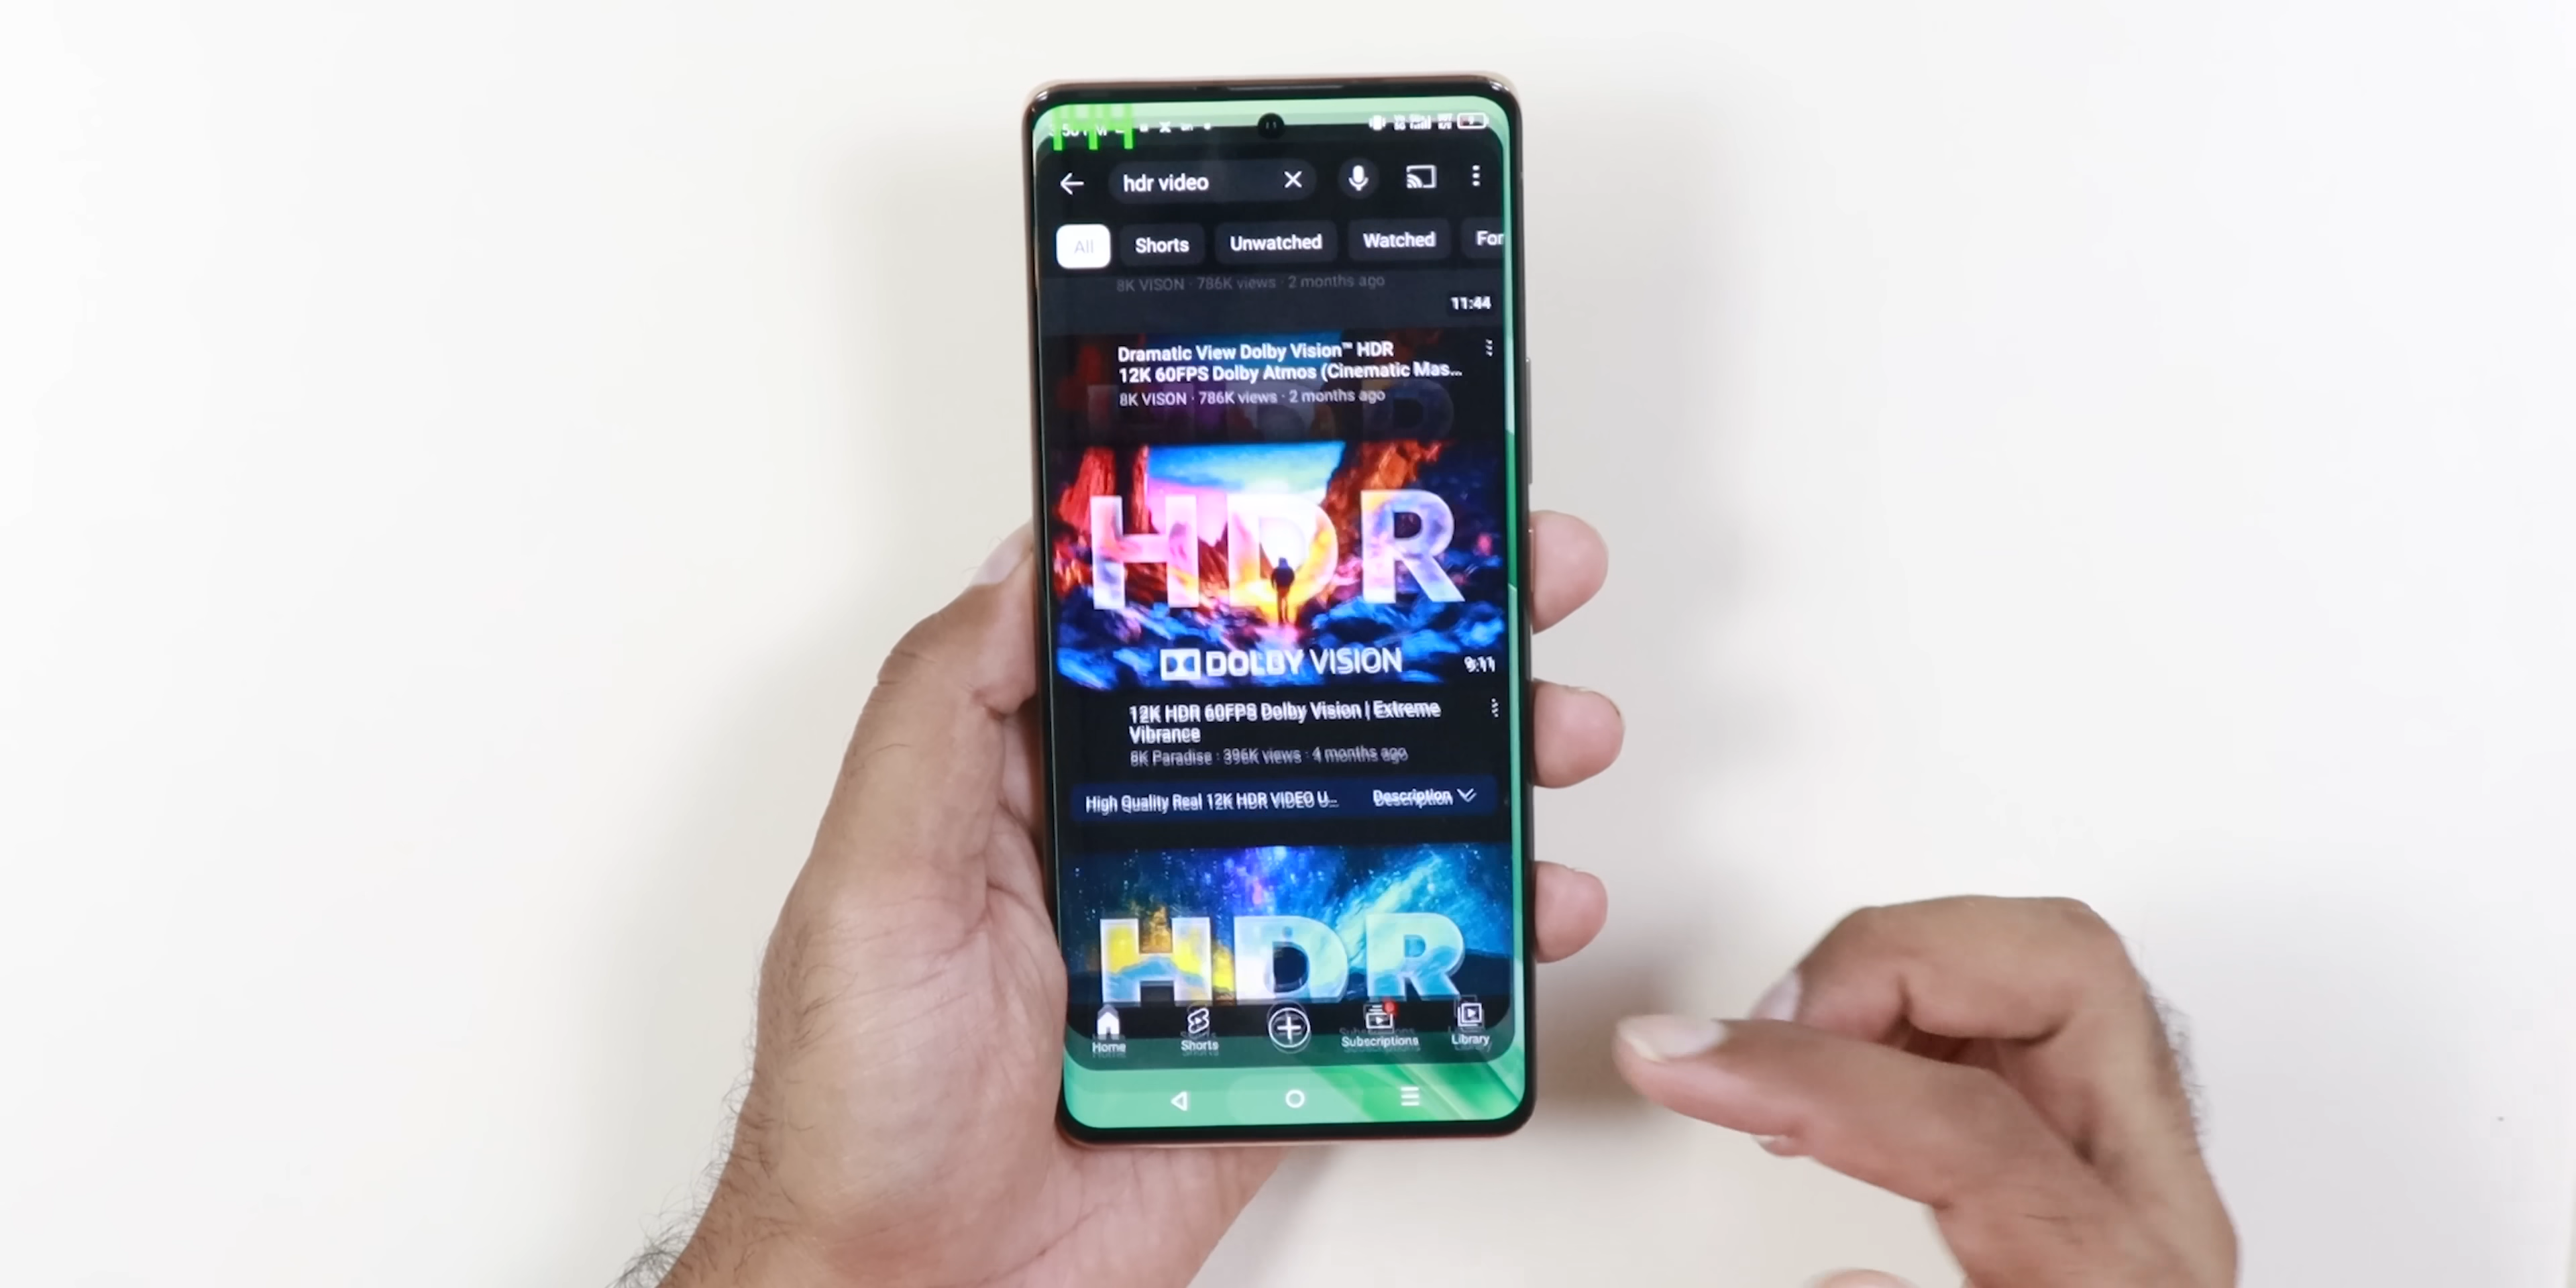 hdr video
All Shorts Unwatched Watched For
8K VISON · 786K views · 2 months ago
11:44
Dramatic View Dolby Vision™ HDR
12K 60FPS Dolby Atmos (Cinematic Mas...
8K VISON · 786K views · 2 months ago
HDR
DOLBY VISION
9:11
12K HDR 60FPS Dolby Vision | Extreme
Vibrance
8K Paradise · 396K views · 4 months ago
High Quality Real 12K HDR VIDEO U... Description
HDR
Home Shorts Subscriptions Library